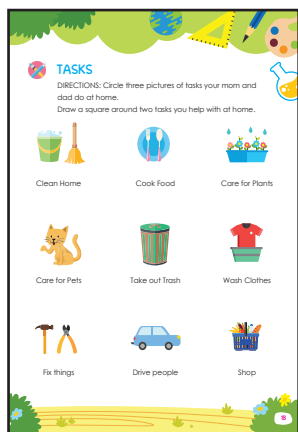 TASKS
DIRECTIONS: Circle three pictures of tasks your mom and
dad do at home.
Draw a square around two tasks you help with at home.
Clean Home
Cook Food
Care for Plants
Care for Pets
Take out Trash
Wash Clothes
Fix things
Drive people
Shop